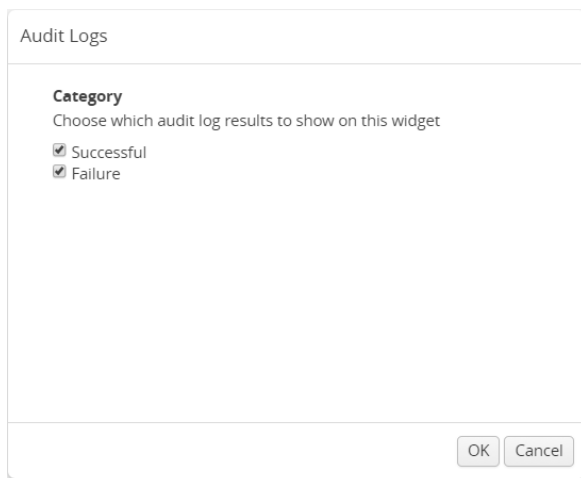 Audit Logs
Category
Choose which audit log results to show on this widget
Successful
Failure
OK Cancel